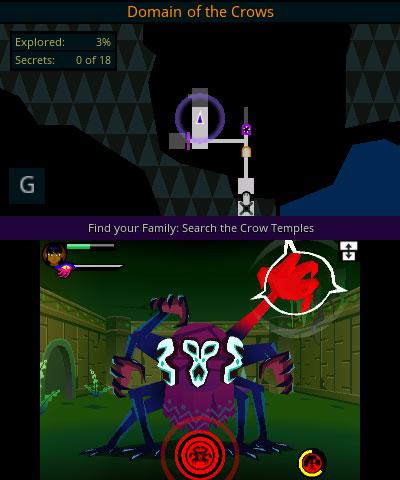 Domain of the Crows
Explored: 3%
Secrets: 0 of 18
G
Find your Family: Search the Crow Temples